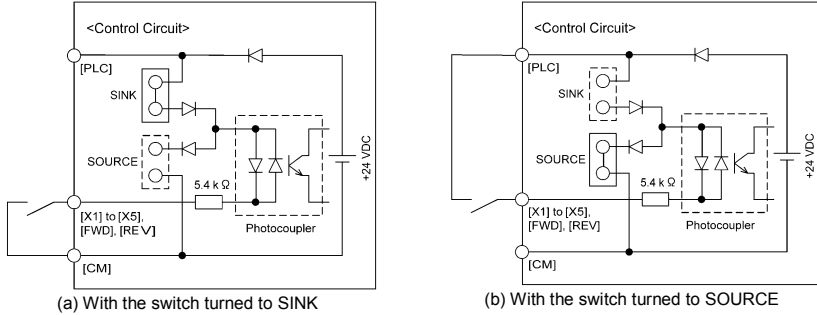 <Control Circuit>
[PLC]
SINK
SOURCE
5.4 k Ω
+24 VDC
[X1] to [X5],
[FWD], [REV]
Photocoupler
[CM]
(a) With the switch turned to SINK
<Control Circuit>
[PLC]
SINK
SOURCE
5.4 k Ω
+24 VDC
[X1] to [X5],
[FWD], [REV]
Photocoupler
[CM]
(b) With the switch turned to SOURCE